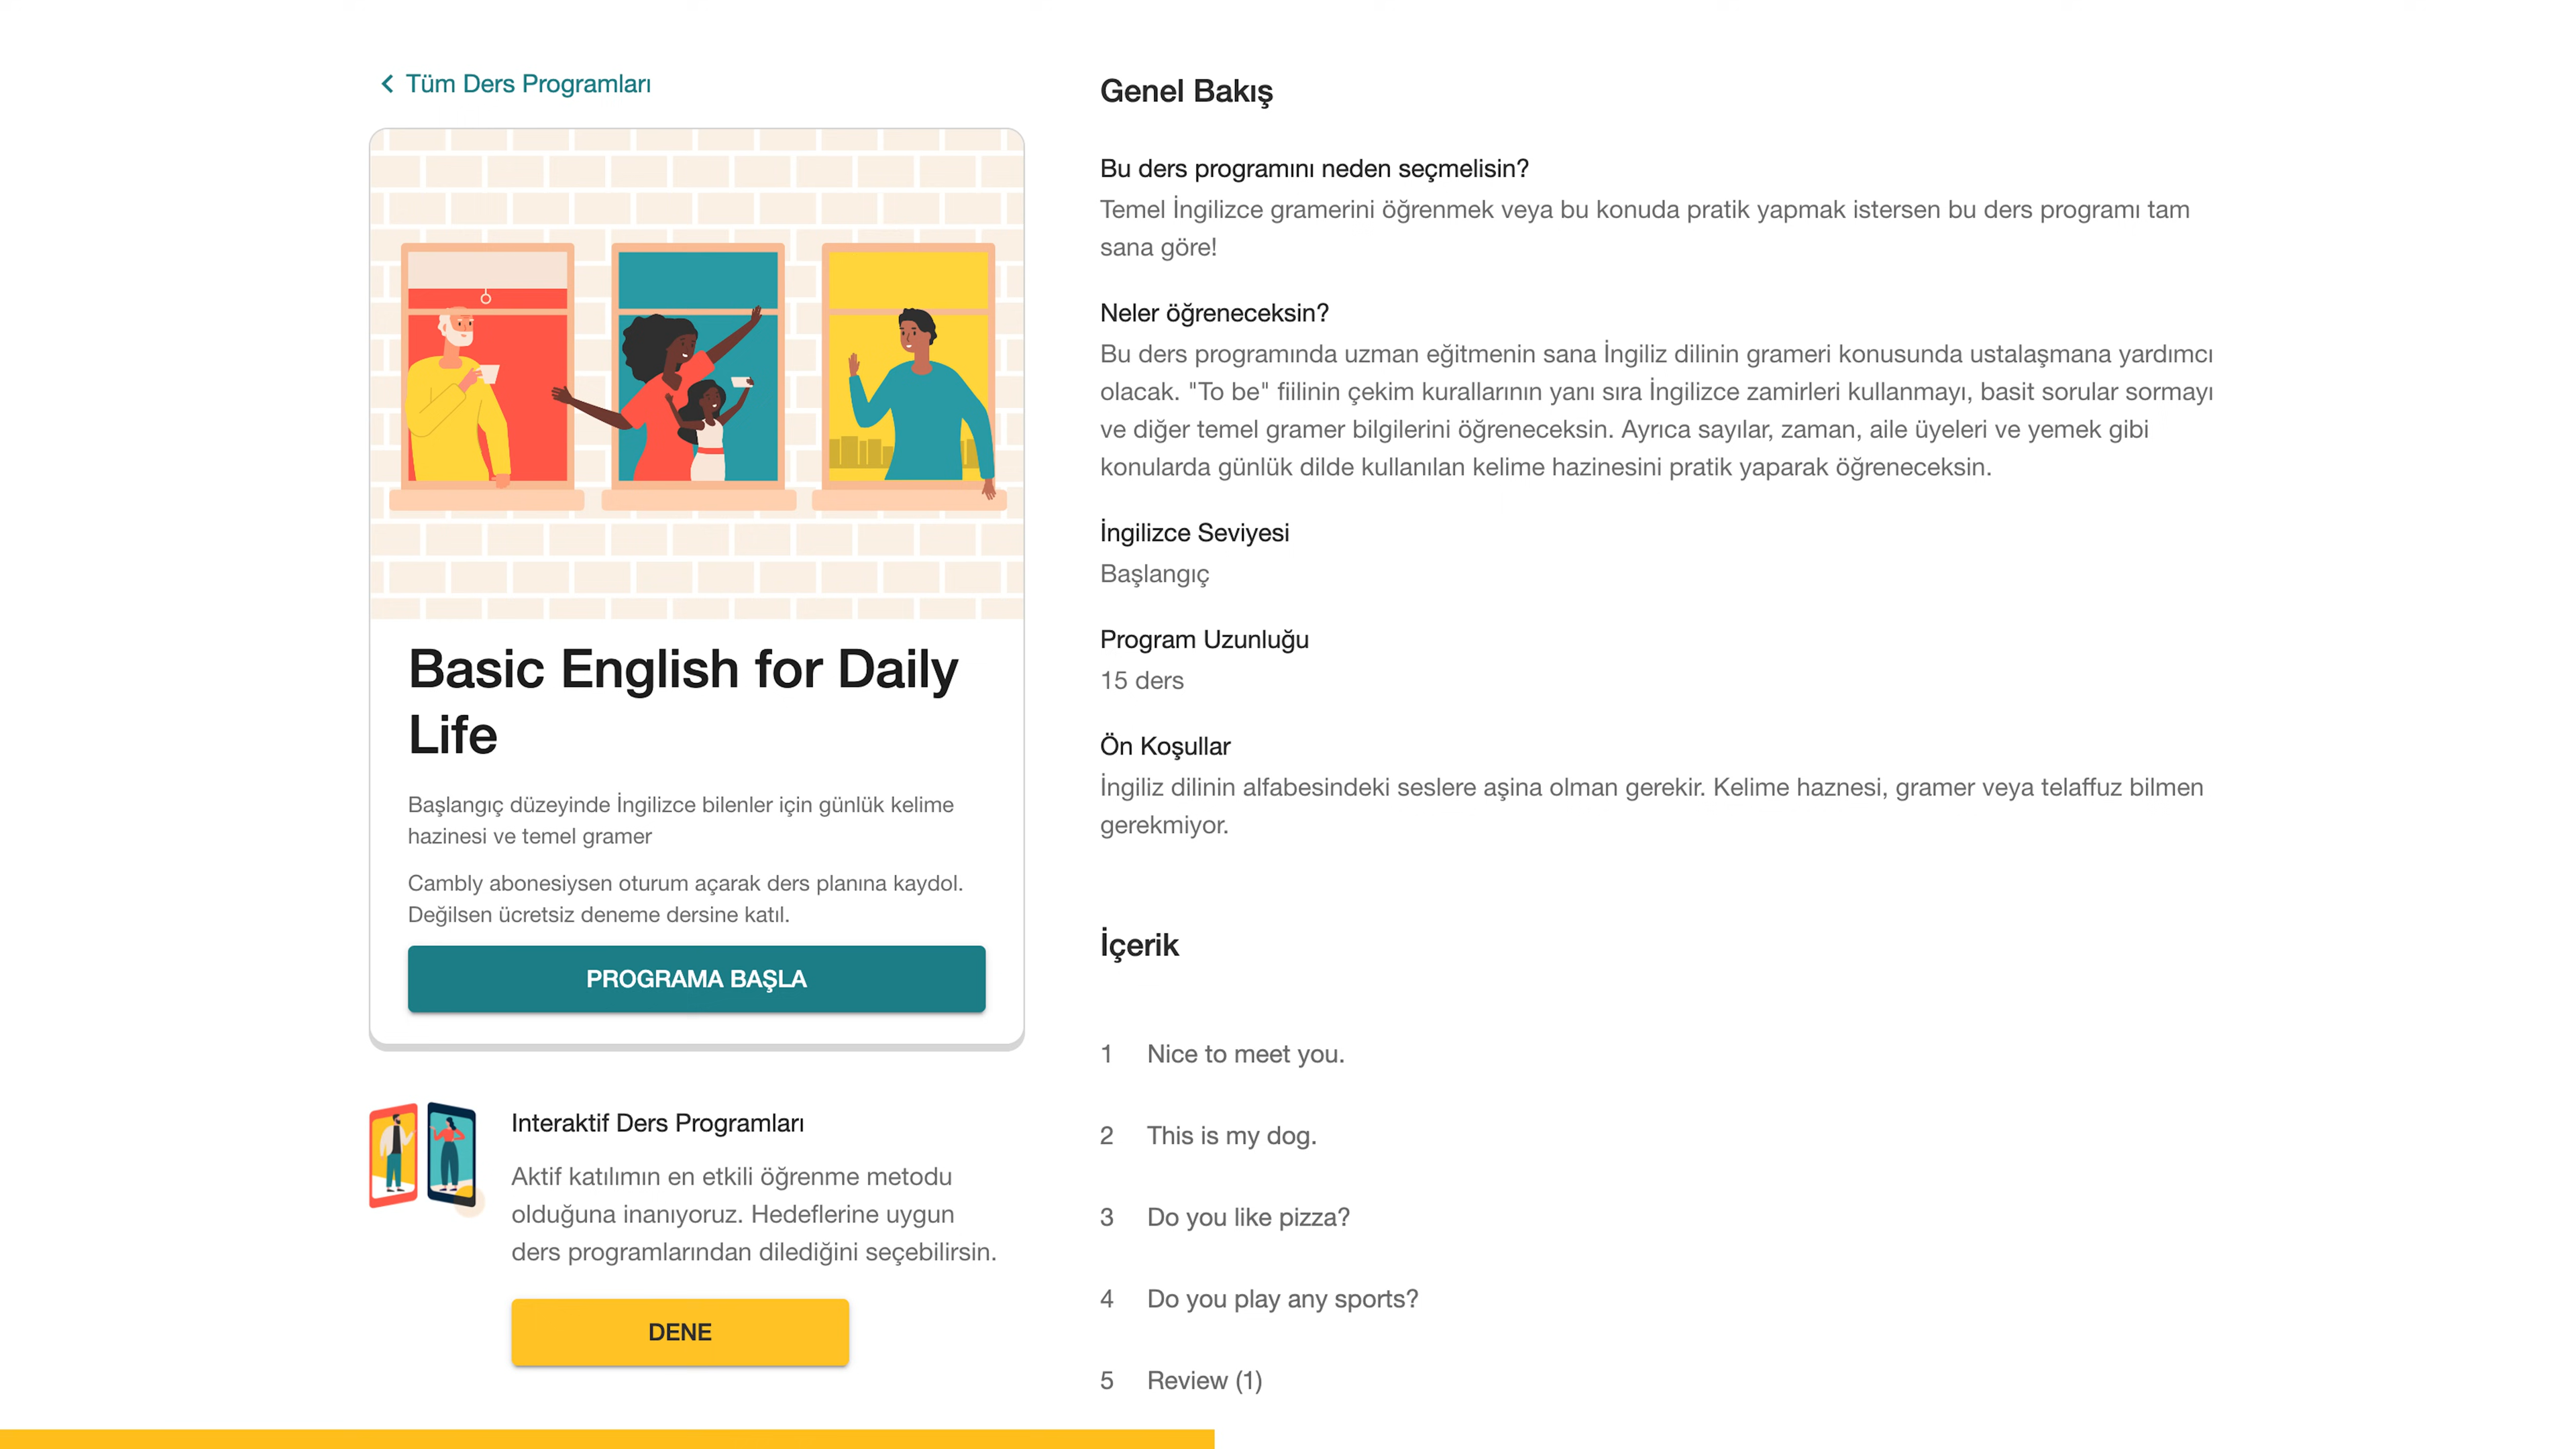 Tüm Ders Programları
Basic English for Daily
Life
Başlangıç düzeyinde İngilizce bilenler için günlük kelime
hazinesi ve temel gramer
Cambly abonesiysen oturum açarak ders planına kaydol.
Değilsen ücretsiz deneme dersine katıl.
PROGRAMA BAŞLA
Interaktif Ders Programları
Aktif katılımın en etkili öğrenme metodu
olduğuna inanıyoruz. Hedeflerine uygun
ders programlarından dilediğini seçebilirsin.
DENE
Genel Bakış
Bu ders programını neden seçmelisin?
Temel İngilizce gramerini öğrenmek veya bu konuda pratik yapmak istersen bu ders programı tam
sana göre!
Neler öğreneceksin?
Bu ders programında uzman eğitmenin sana İngiliz dilinin grameri konusunda ustalaşmana yardımcı
olacak. "To be" fiilinin çekim kurallarının yanı sıra İngilizce zamirleri kullanmayı, basit sorular sormayı
ve diğer temel gramer bilgilerini öğreneceksin. Ayrıca sayılar, zaman, aile üyeleri ve yemek gibi
konularda günlük dilde kullanılan kelime hazinesini pratik yaparak öğreneceksin.
İngilizce Seviyesi
Başlangıç
Program Uzunluğu
15 ders
Ön Koşullar
İngiliz dilinin alfabesindeki seslere aşina olman gerekir. Kelime haznesi, gramer veya telaffuz bilmen
gerekmiyor.
İçerik
1 Nice to meet you.
2 This is my dog.
3 Do you like pizza?
4 Do you play any sports?
5 Review (1)